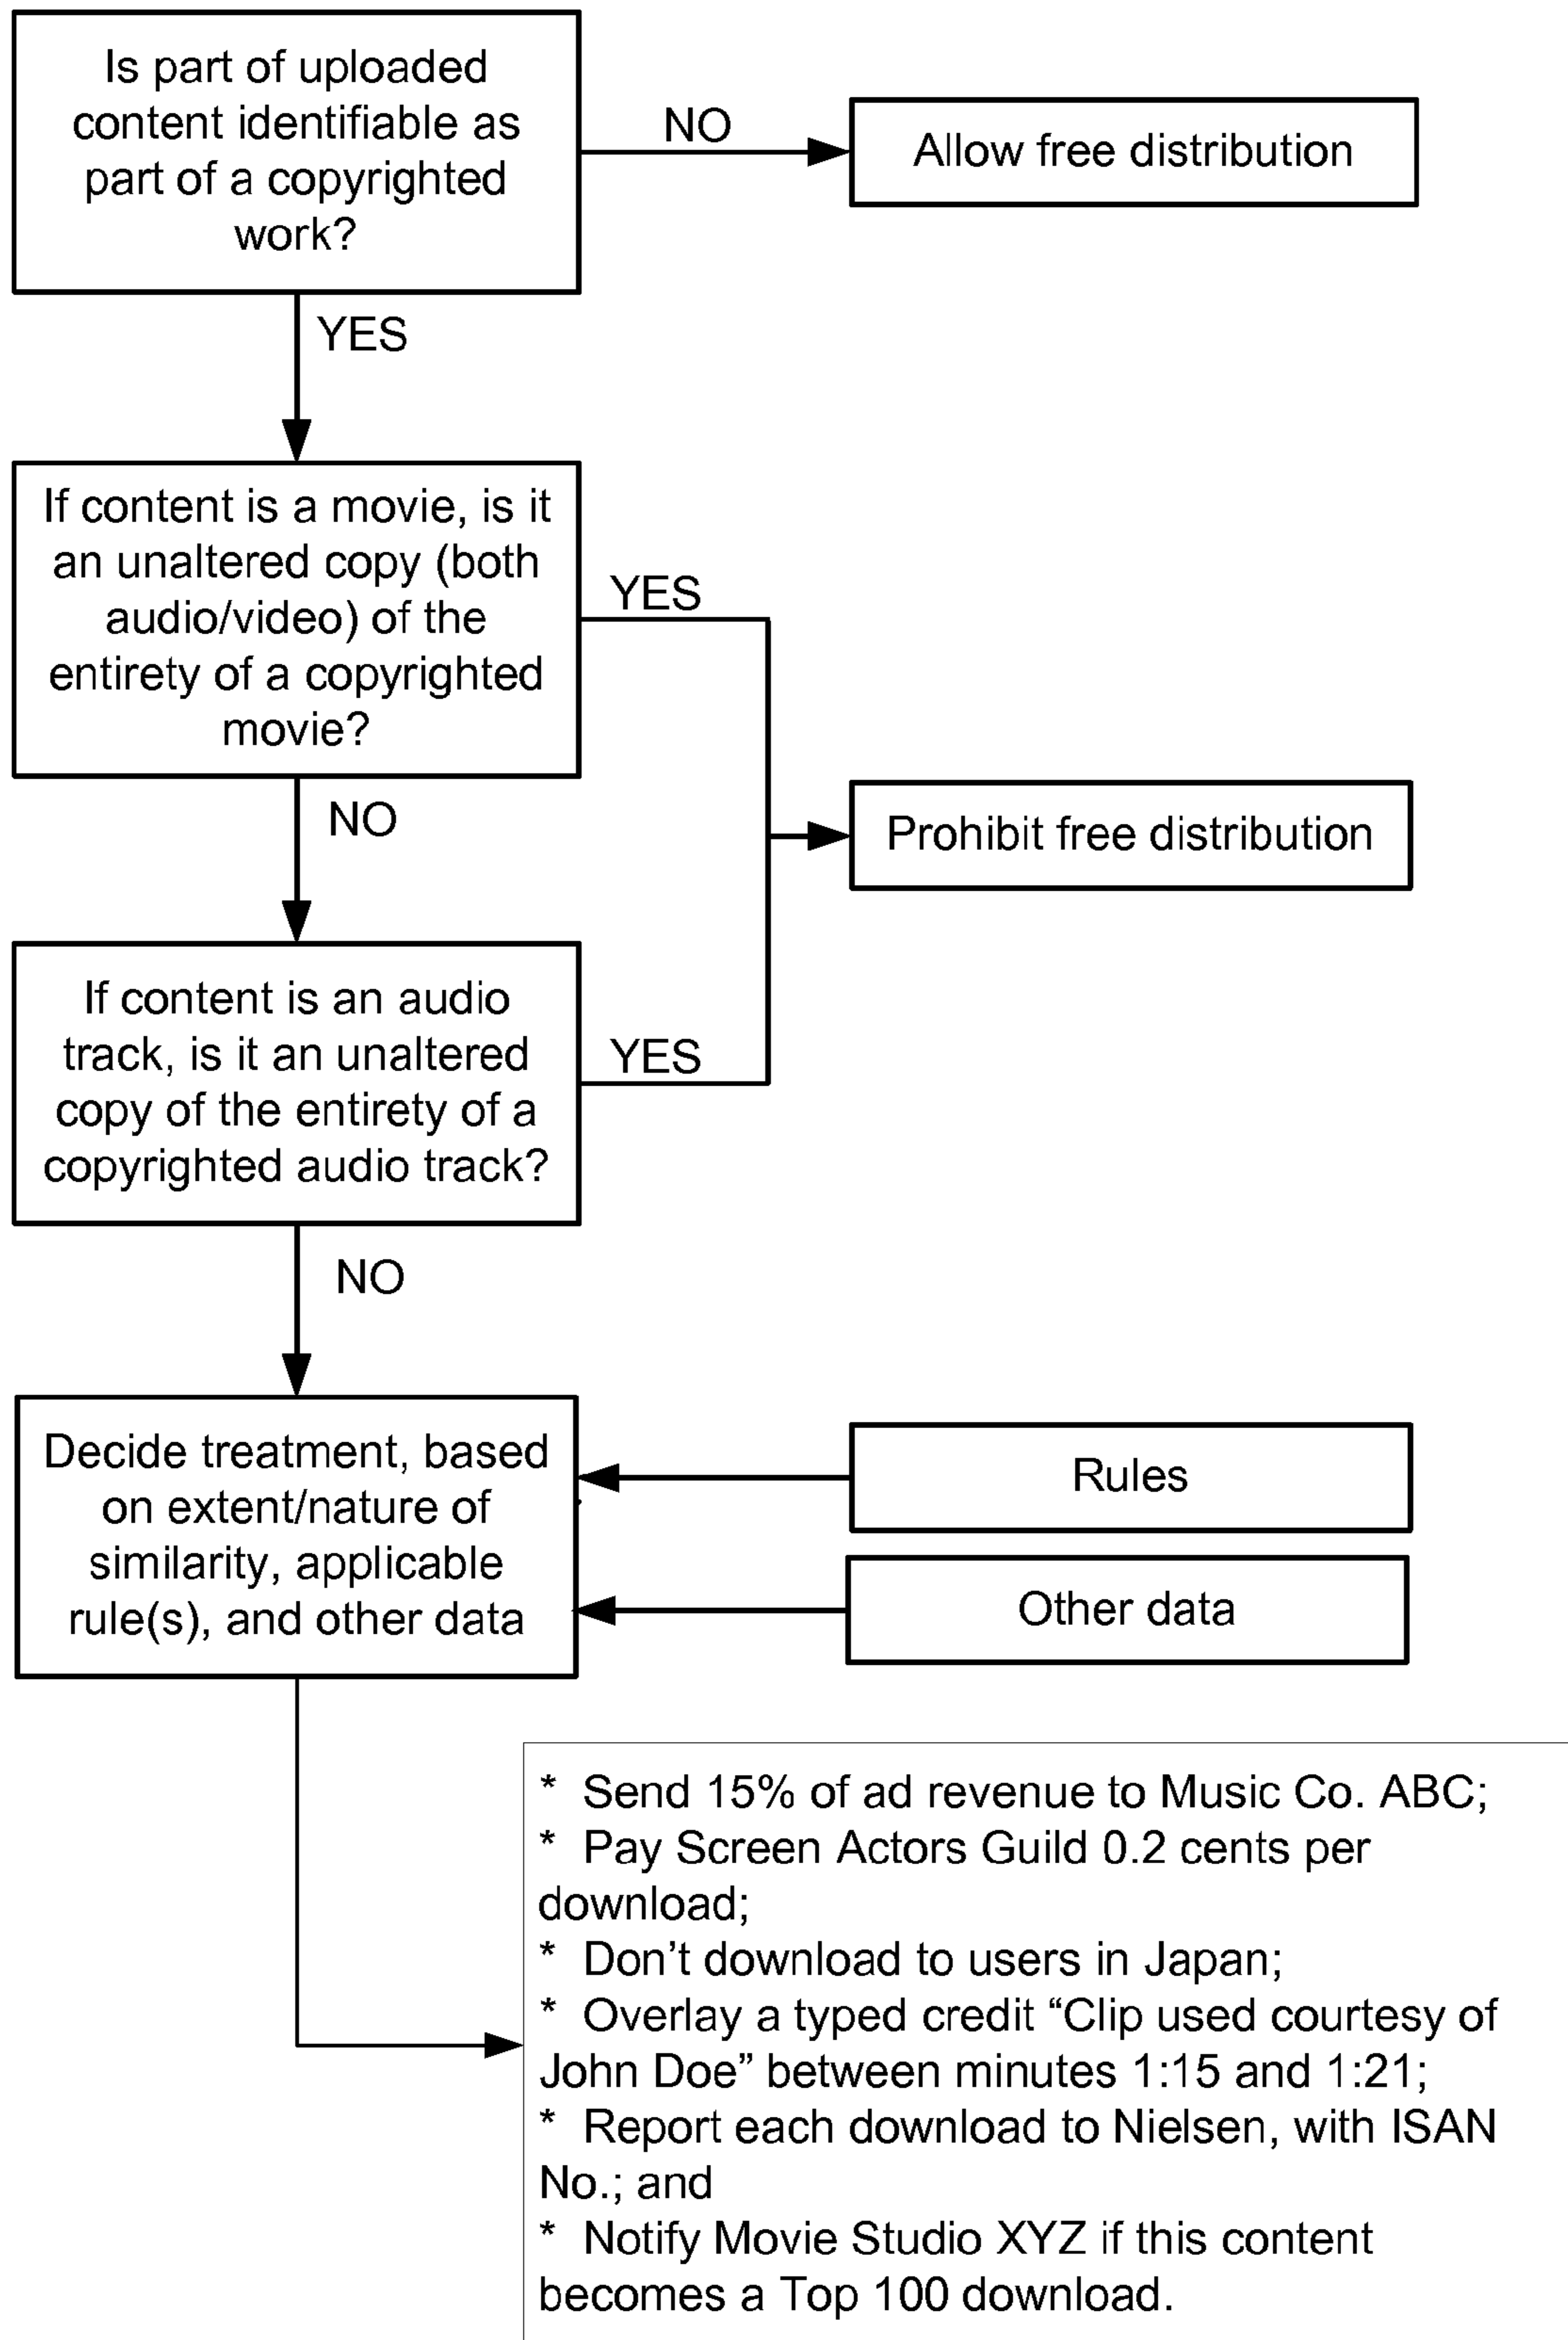 Is part of uploaded
content identifiable as
part of a copyrighted
work?
NO
Allow free distribution
YES
If content is a movie, is it
an unaltered copy (both
audio/video) of the
entirety of a copyrighted
movie?
YES
Prohibit free distribution
NO
If content is an audio
track, is it an unaltered
copy of the entirety of a
copyrighted audio track?
YES
NO
Decide treatment, based
on extent/nature of
similarity, applicable
rule(s), and other data
Rules
Other data
* Send 15% of ad revenue to Music Co. ABC;
* Pay Screen Actors Guild 0.2 cents per
download;
* Don’t download to users in Japan;
* Overlay a typed credit “Clip used courtesy of
John Doe” between minutes 1:15 and 1:21;
* Report each download to Nielsen, with ISAN
No.; and
* Notify Movie Studio XYZ if this content
becomes a Top 100 download.